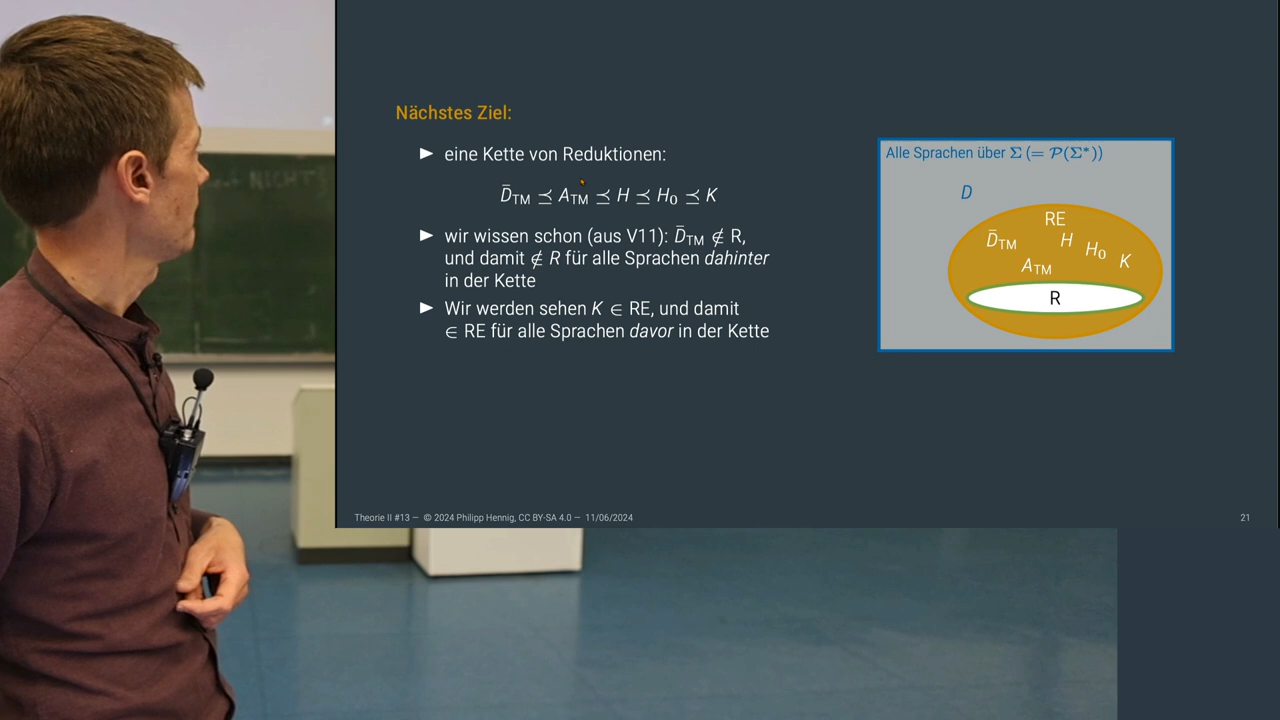 NICHT
Nächstes Ziel:
► eine Kette von Reduktionen:
D̄TM ⪯ ATM ⪯ H ⪯ H₀ ⪯ K
► wir wissen schon (aus V11): D̄TM ∉ R,
und damit ∉ R für alle Sprachen dahinter
in der Kette
► Wir werden sehen K ∈ RE, und damit
∈ RE für alle Sprachen davor in der Kette
Alle Sprachen über Σ (= 𝒫(Σ*))
D
RE
D̄TM H H₀ K
ATM
R
Theorie II #13 — © 2024 Philipp Hennig, CC BY-SA 4.0 — 11/06/2024
21